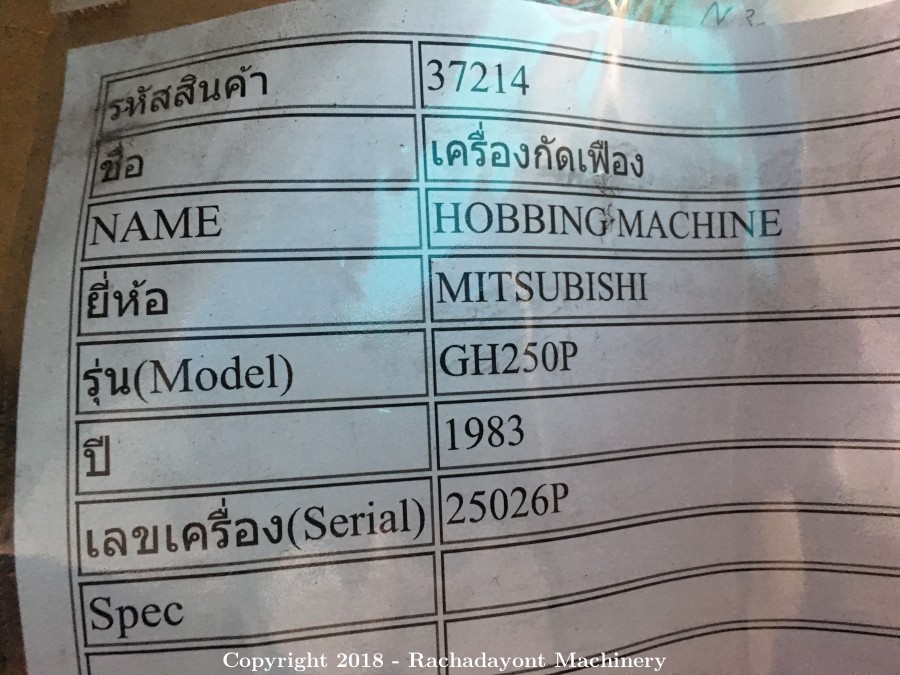 รหัสสินค้า 37214
ชื่อ เครื่องกัดเฟือง
NAME HOBBING MACHINE
ยี่ห้อ MITSUBISHI
รุ่น(Model) GH250P
ปี 1983
เลขเครื่อง(Serial) 25026P
Spec
Copyright 2018 - Rachadayont Machinery